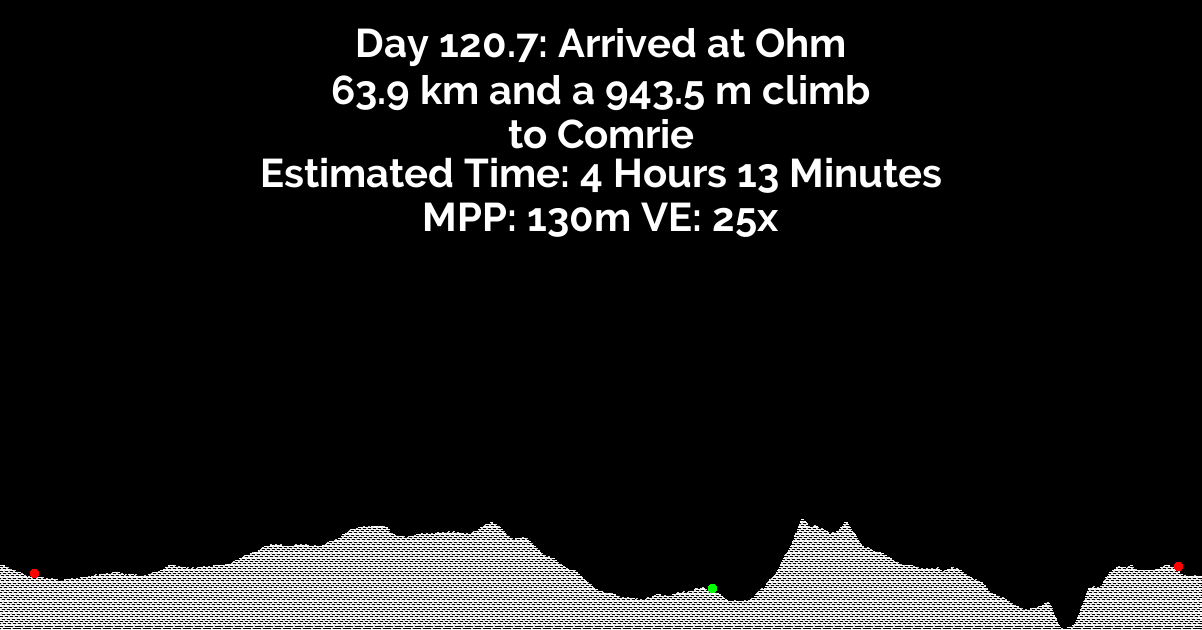 Day 120.7: Arrived at Ohm
63.9 km and a 943.5 m climb
to Comrie
Estimated Time: 4 Hours 13 Minutes
MPP: 130m VE: 25x